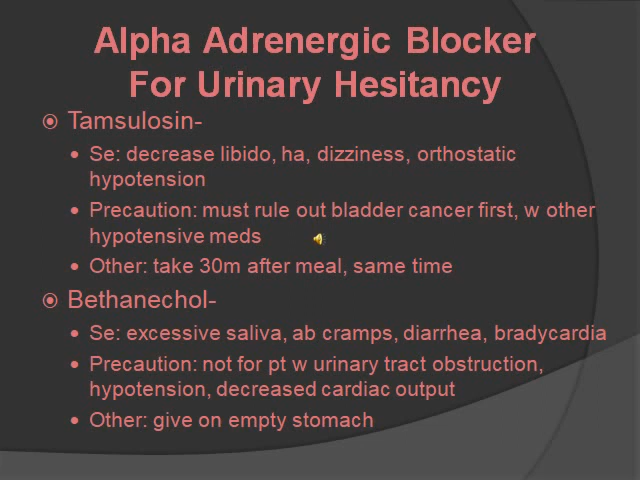 Alpha Adrenergic Blocker
For Urinary Hesitancy
Tamsulosin-
Se: decrease libido, ha, dizziness, orthostatic
hypotension
Precaution: must rule out bladder cancer first, w other
hypotensive meds
Other: take 30m after meal, same time
Bethanechol-
Se: excessive saliva, ab cramps, diarrhea, bradycardia
Precaution: not for pt w urinary tract obstruction,
hypotension, decreased cardiac output
Other: give on empty stomach